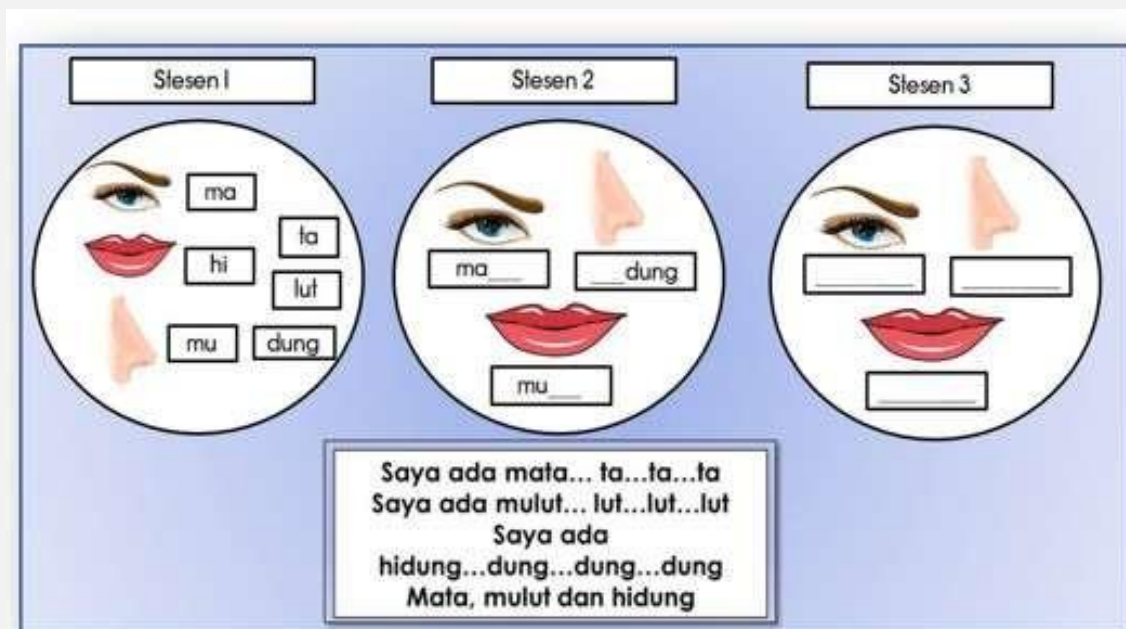 Stesen 1
ma
ta
hi
lut
mu
dung
Stesen 2
ma___
___dung
mu___
Stesen 3
Saya ada mata... ta...ta...ta
Saya ada mulut... lut...lut...lut
Saya ada
hidung...dung...dung...dung
Mata, mulut dan hidung